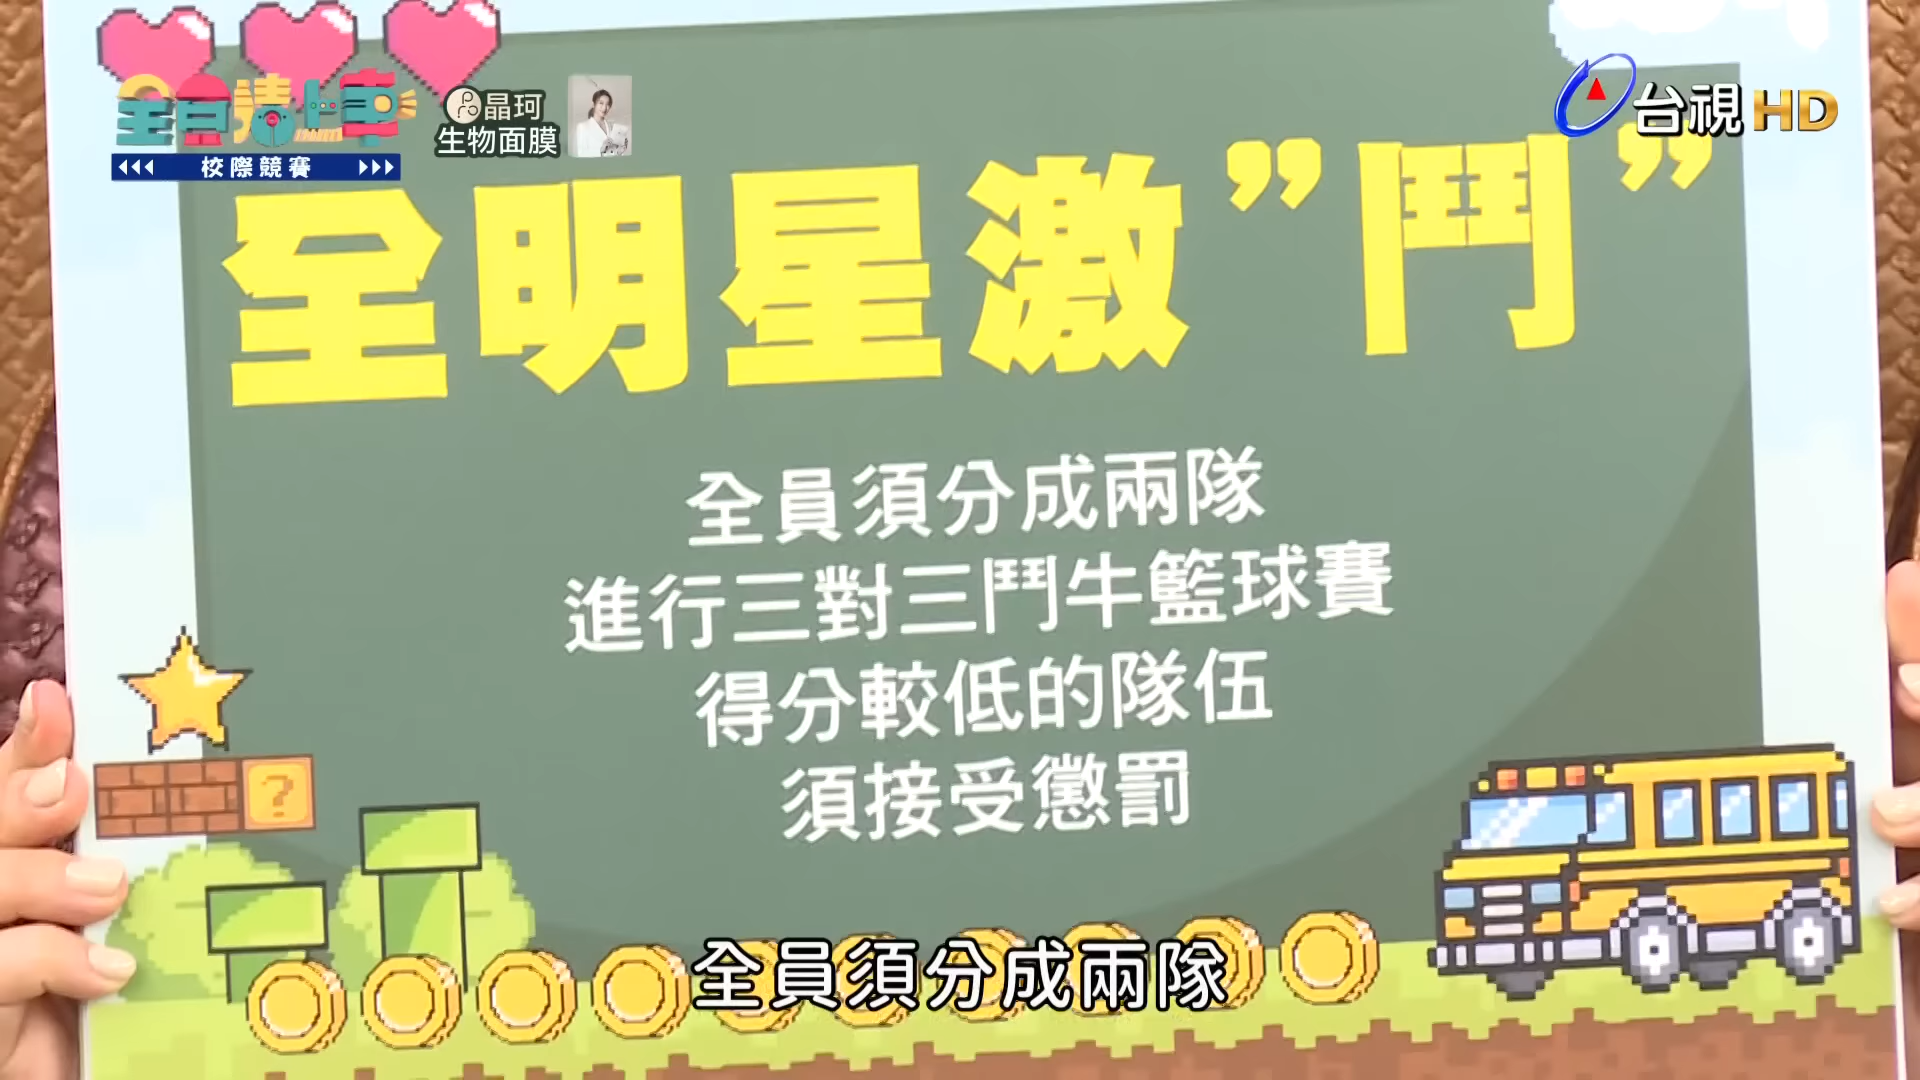 全員請上車
校際競賽
晶珂
生物面膜
台視HD
全明星激”鬥”
全員須分成兩隊
進行三對三鬥牛籃球賽
得分較低的隊伍
須接受懲罰
?
全員須分成兩隊